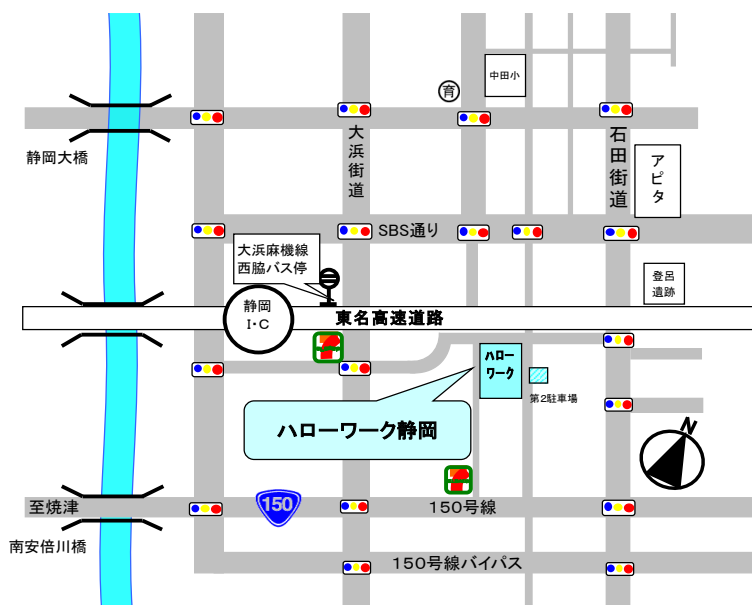 中田小
育
静岡大橋
大浜街道
石田街道
アピタ
SBS通り
大浜麻機線
西脇バス停
登呂
遺跡
静岡
I・C
東名高速道路
ハロー
ワーク
第2駐車場
ハローワーク静岡
N
至焼津
150
150号線
南安倍川橋
150号線バイパス